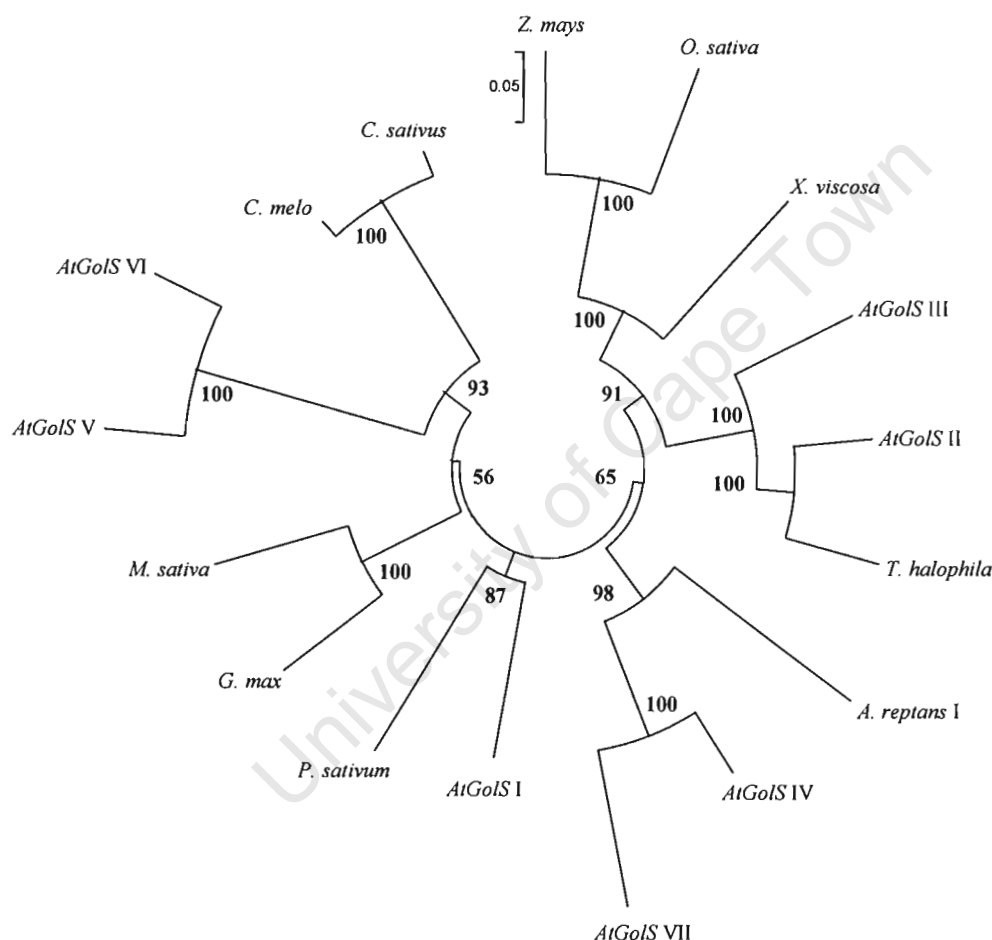 Z. mays
O. sativa
0.05
C. sativus
X. viscosa
C. melo
100
100
AtGolS VI
100
AtGolS III
93
91
100
100
AtGolS V
AtGolS II
56
65
100
M. sativa
100
T. halophila
87
98
G. max
100
A. reptans I
P. sativum
AtGolS I
AtGolS IV
AtGolS VII
University of Cape Town